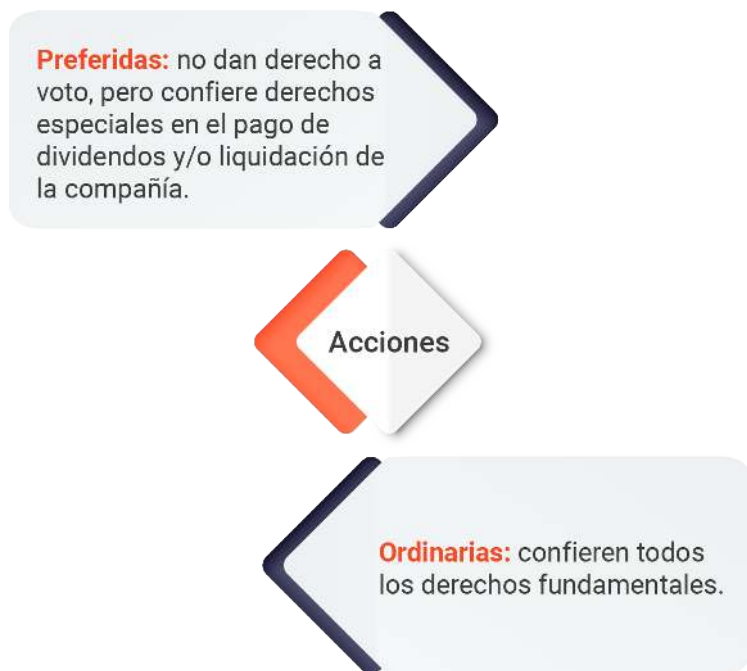 Preferidas: no dan derecho a
voto, pero confiere derechos
especiales en el pago de
dividendos y/o liquidación de
la compañía.
Acciones
Ordinarias: confieren todos
los derechos fundamentales.